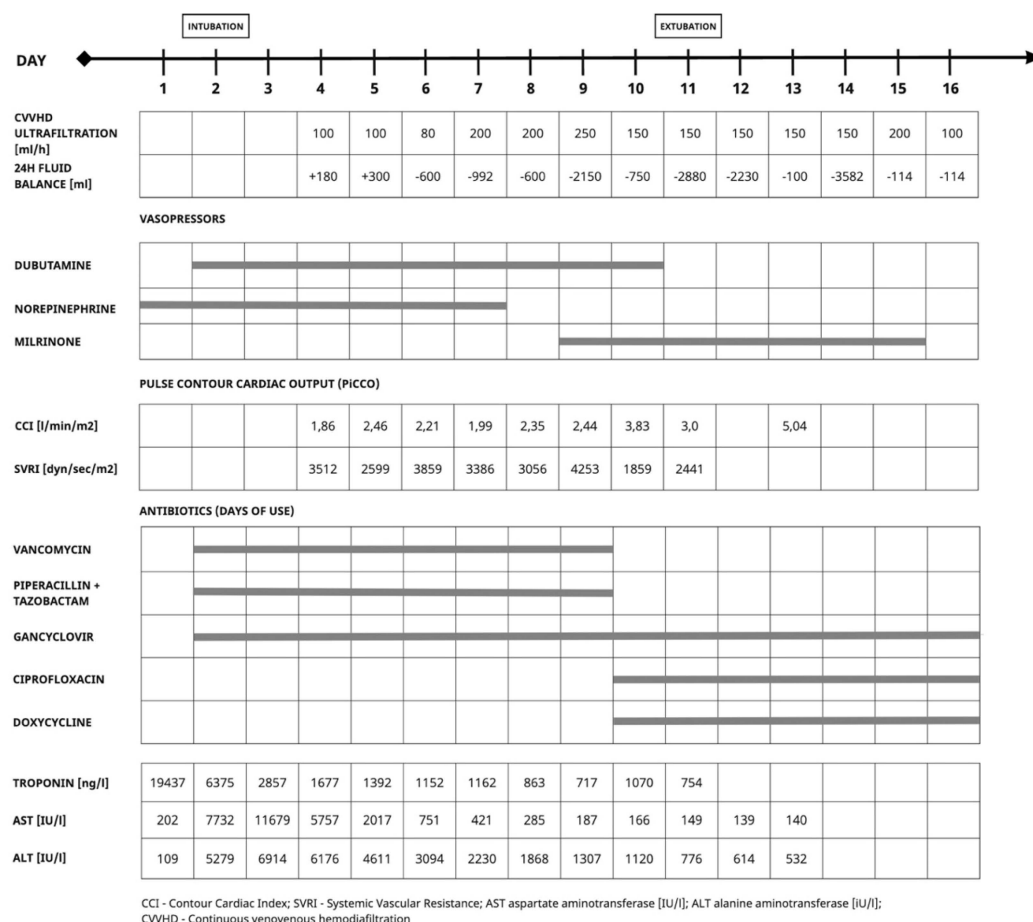 INTUBATION EXTUBATION
DAY
1 2 3 4 5 6 7 8 9 10 11 12 13 14 15 16
CVVHD
ULTRAFILTRATION
[ml/h]
100 100 80 200 200 250 150 150 150 150 150 200 100
24H FLUID
BALANCE [ml]
+180 +300 -600 -992 -600 -2150 -750 -2880 -2230 -100 -3582 -114 -114
VASOPRESSORS
DUBUTAMINE
NOREPINEPHRINE
MILRINONE
PULSE CONTOUR CARDIAC OUTPUT (PiCCO)
CCI [l/min/m2] 1,86 2,46 2,21 1,99 2,35 2,44 3,83 3,0 5,04
SVRI [dyn/sec/m2] 3512 2599 3859 3386 3056 4253 1859 2441
ANTIBIOTICS (DAYS OF USE)
VANCOMYCIN
PIPERACILLIN +
TAZOBACTAM
GANCYCLOVIR
CIPROFLOXACIN
DOXYCYCLINE
TROPONIN [ng/l] 19437 6375 2857 1677 1392 1152 1162 863 717 1070 754
AST [IU/l] 202 7732 11679 5757 2017 751 421 285 187 166 149 139 140
ALT [IU/l] 109 5279 6914 6176 4611 3094 2230 1868 1307 1120 776 614 532
CCI - Contour Cardiac Index; SVRI - Systemic Vascular Resistance; AST aspartate aminotransferase [IU/l]; ALT alanine aminotransferase [iU/l];
CVVHD - Continuous venovenous hemodiafiltration